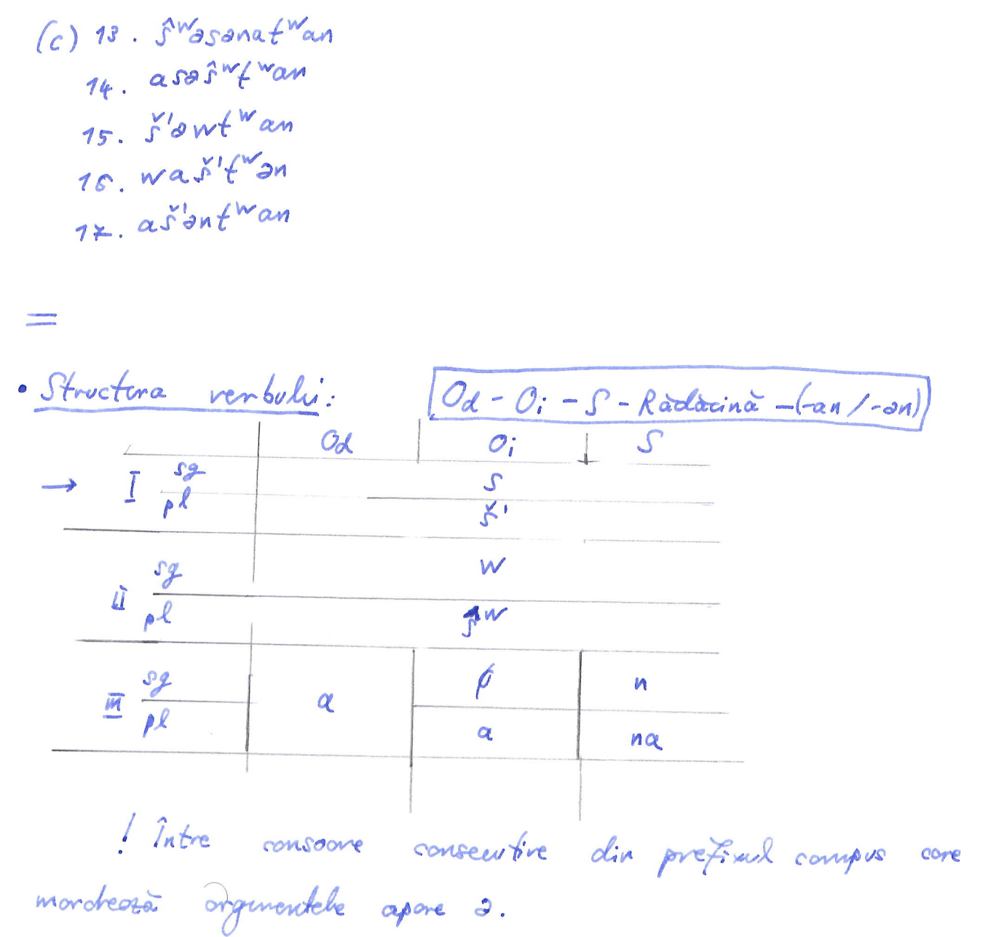 (c) 13. ŝʷəsənatʷan
14. asəŝʷtʷan
15. š'əwtʷan
16. waš'tʷən
17. aš'əntʷan
=
• Structura verbului: Od - Oi - S - Rădăcină - (-an / -ən)
Od Oi S
→ I sg s
pl š'
II sg w
pl ŝʷ
III sg a ∅ n
pl a na
! Între consoane consecutive din prefixul compus care
marchează argumentele apare ə.